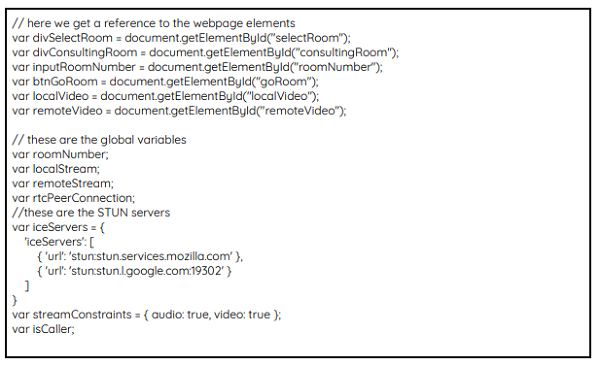 // here we get a reference to the webpage elements
var divSelectRoom = document.getElementById("selectRoom");
var divConsultingRoom = document.getElementById("consultingRoom");
var inputRoomNumber = document.getElementById("roomNumber");
var btnGoRoom = document.getElementById("goRoom");
var localVideo = document.getElementById("localVideo");
var remoteVideo = document.getElementById("remoteVideo");

// these are the global variables
var roomNumber;
var localStream;
var remoteStream;
var rtcPeerConnection;
//these are the STUN servers
var iceServers = {
'iceServers': [
{ 'url': 'stun:stun.services.mozilla.com' },
{ 'url': 'stun:stun.l.google.com:19302' }
]
}
var streamConstraints = { audio: true, video: true };
var isCaller;